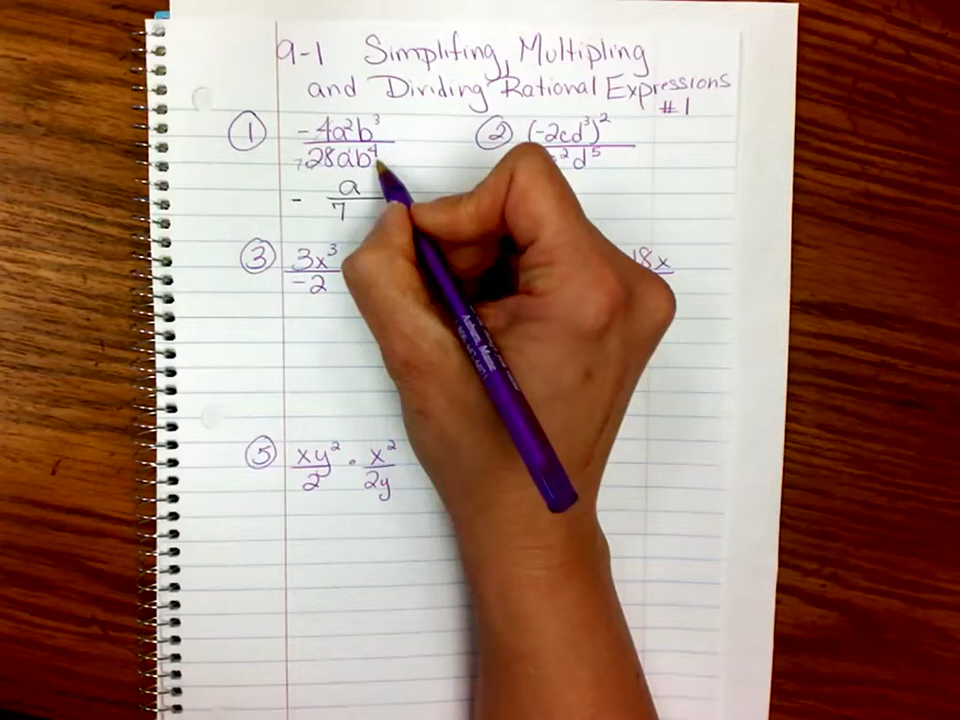 9-1 Simplifing, Multipling
and Dividing Rational Expressions
#1
① -4a²b³ / 28ab⁴
7
- a / 7
② (-2cd³)² / ²d⁵
③ 3x³ / -2
18x
⑤ xy² / 2 · x² / 2y